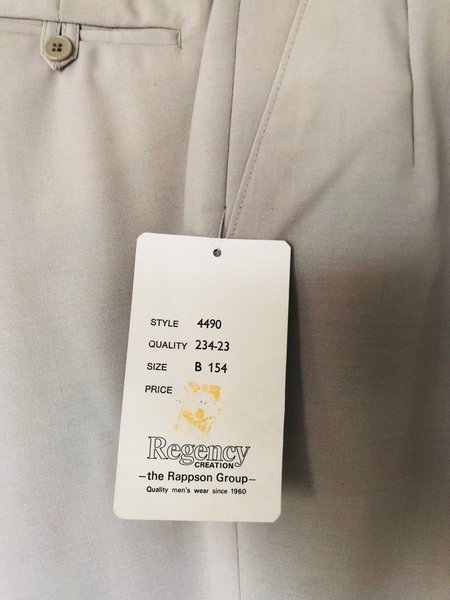 STYLE 4490
QUALITY 234-23
SIZE B 154
PRICE
Regency
CREATION
—the Rappson Group—
Quality men's wear since 1960